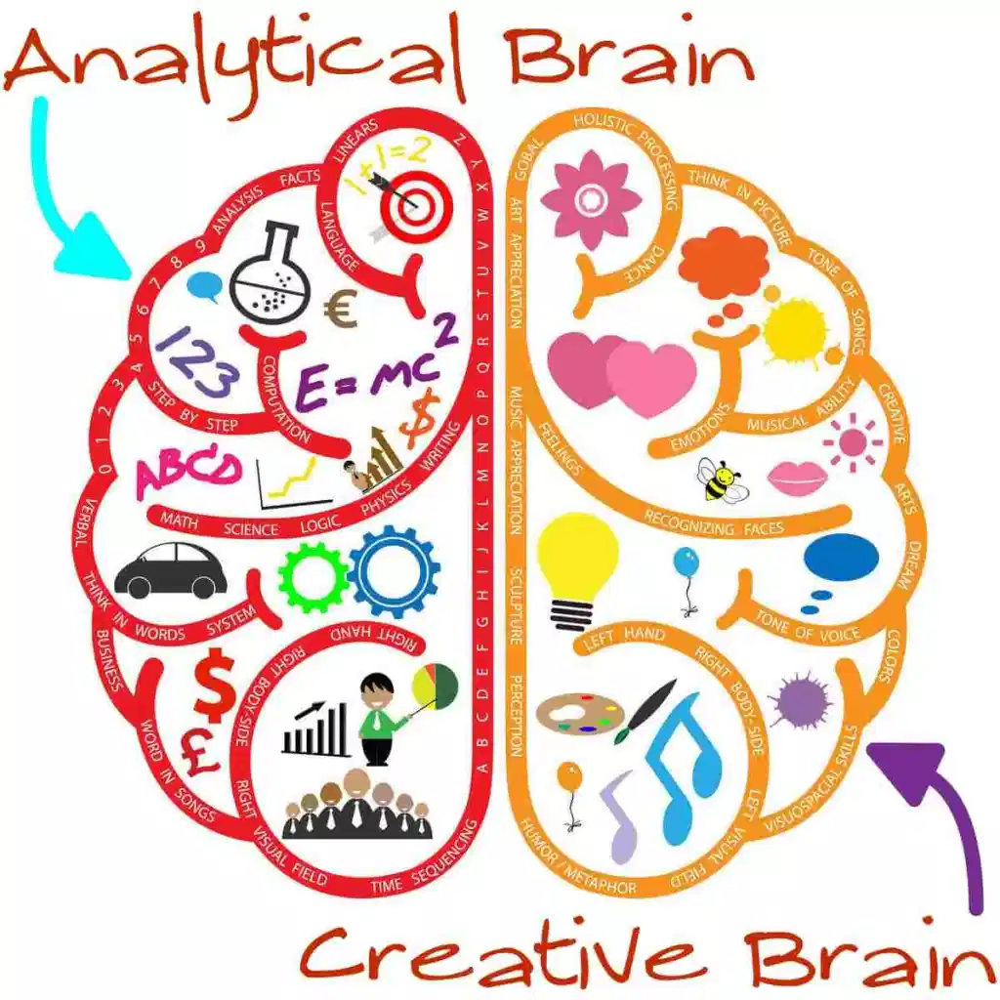 Analytical Brain
LINEARS
X Y Z
1+1=2
FACTS
ANALYSIS
LANGUAGE
0 1 2 3 4 5 6 7 8 9
€
123
E=mc2
COMPUTATION
STEP BY STEP
ABCD
$
MATH SCIENCE LOGIC PHYSICS WRITING
VERBAL
THINK IN WORDS SYSTEM
BUSINESS
$
£
WORD IN SONGS
RIGHT HAND
RIGHT BODY-SIDE
RIGHT VISUAL FIELD
TIME SEQUENCING
A B C D E F G H I J K L M N O P Q R S T U V W
GOBAL
HOLISTIC PROCESSING
DANCE
ART APPRECIATION
THINK IN PICTURE
TONE OF SONGS
MUSICAL ABILITY
EMOTIONS
CREATIVE
ARTS
DREAM
COLORS
FEELINGS
RECOGNIZING FACES
MUSIC APPRECIATION
SCULPTURE
PERCEPTION
TONE OF VOICE
LEFT HAND
RIGHT BODY-SIDE
LEFT VISUAL FIELD
VISUOSPACIAL SKILLS
HUMOR/METAPHOR
Creative Brain